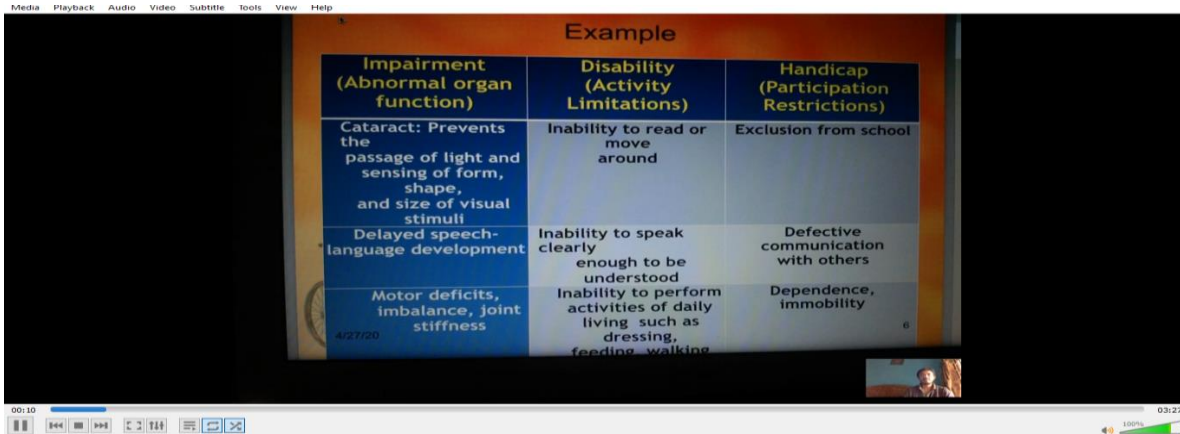 Media Playback Audio Video Subtitle Tools View Help
Example
Impairment
(Abnormal organ
function)
Disability
(Activity
Limitations)
Handicap
(Participation
Restrictions)
Cataract: Prevents
the
passage of light and
sensing of form,
shape,
and size of visual
stimuli
Inability to read or
move
around
Exclusion from school
Delayed speech-
language development
Inability to speak
clearly
enough to be
understood
Defective
communication
with others
Motor deficits,
imbalance, joint
stiffness
Inability to perform
activities of daily
living such as
dressing,
feeding, walking
Dependence,
immobility
4/27/20
6
00:10
03:27
100%